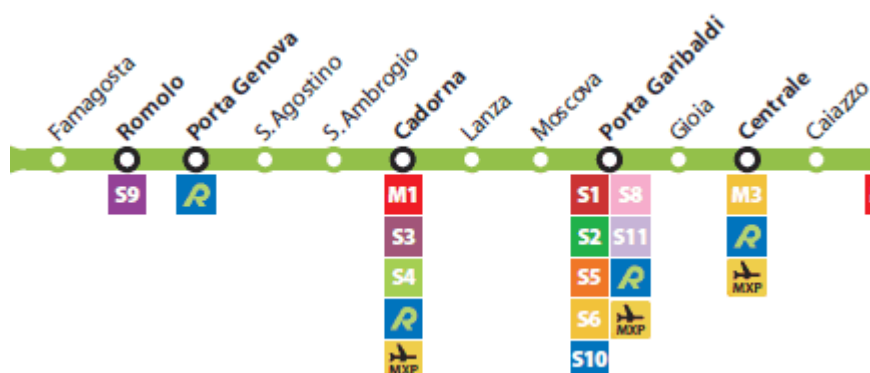 Famagosta
Romolo
Porta Genova
S. Agostino
S. Ambrogio
Cadorna
Lanza
Moscova
Porta Garibaldi
Gioia
Centrale
Caiazzo
S9
R
M1
S1 S8
M3
S3
S2 S11
R
S4
S5 R
MXP
R
S6 MXP
MXP
S10